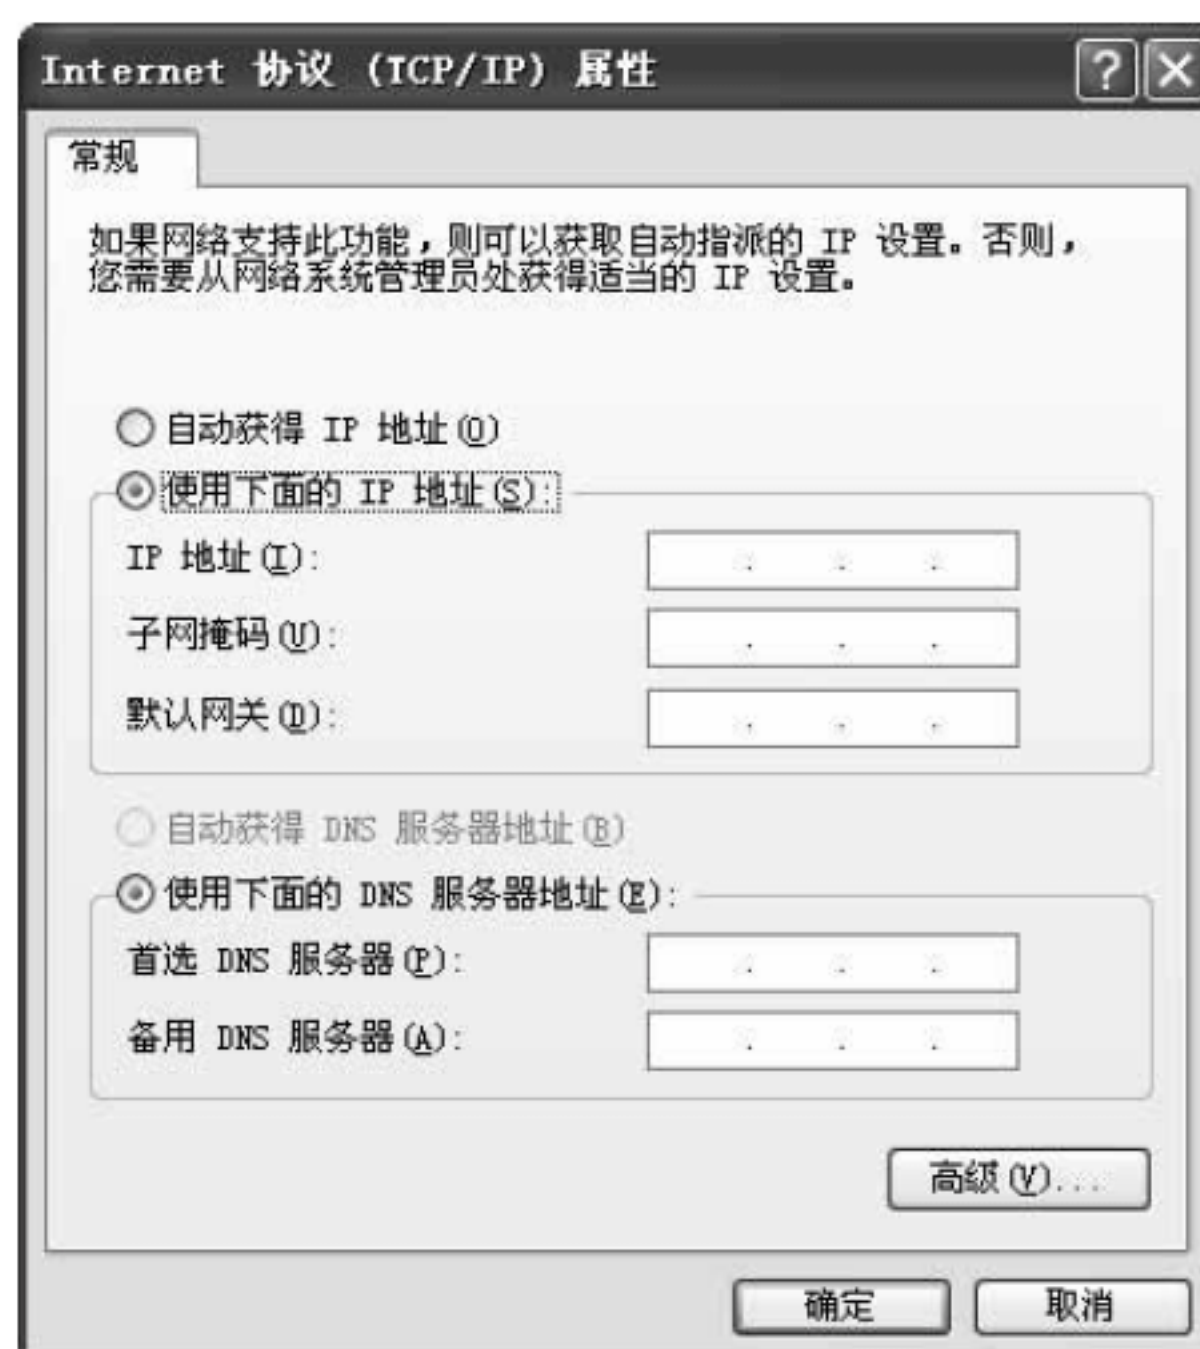 Internet 协议 (TCP/IP) 属性
常规
如果网络支持此功能，则可以获取自动指派的 IP 设置。否则，
您需要从网络系统管理员处获得适当的 IP 设置。
自动获得 IP 地址(O)
使用下面的 IP 地址(S):
IP 地址(I):
子网掩码(U):
默认网关(D):
自动获得 DNS 服务器地址(B)
使用下面的 DNS 服务器地址(E):
首选 DNS 服务器(P):
备用 DNS 服务器(A):
高级(V)...
确定 取消